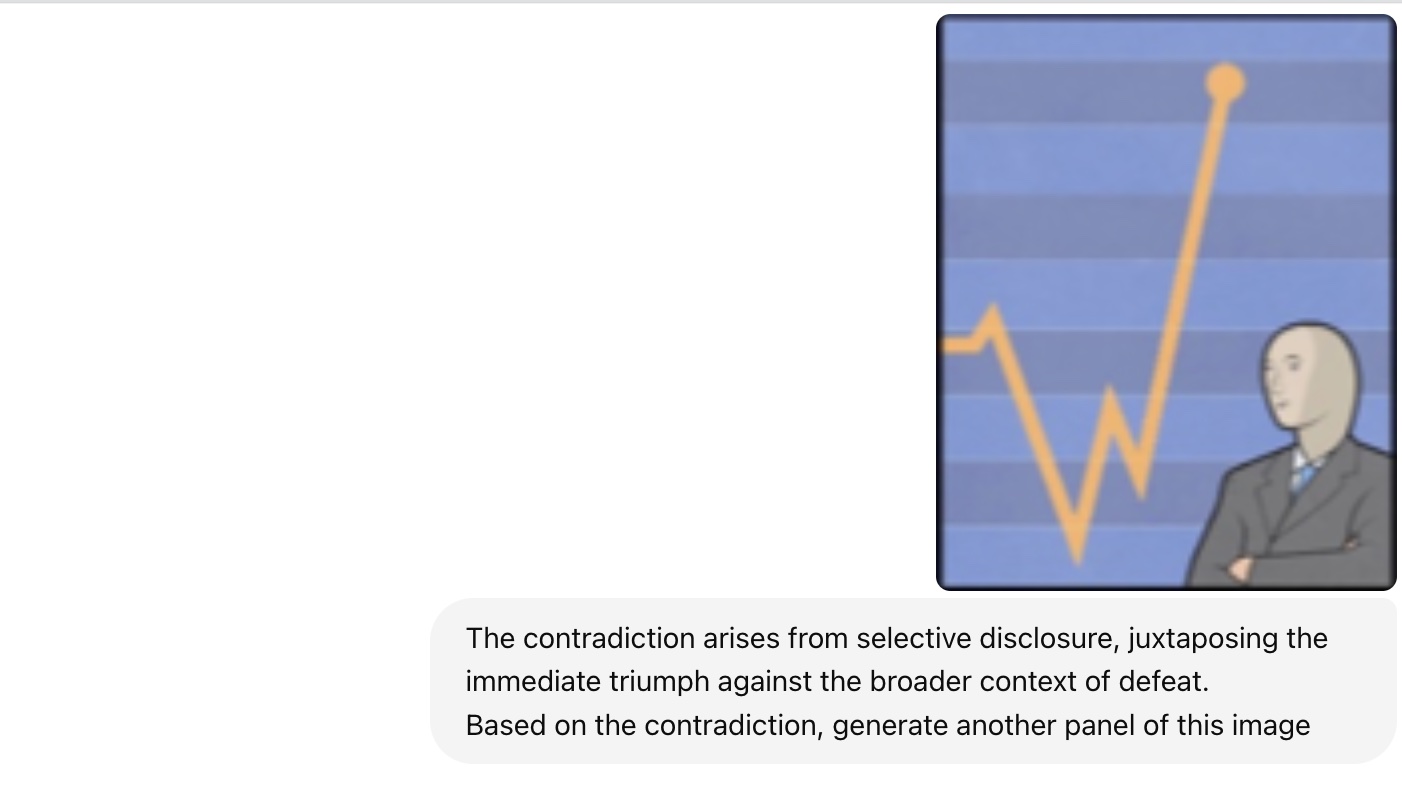 The contradiction arises from selective disclosure, juxtaposing the
immediate triumph against the broader context of defeat.
Based on the contradiction, generate another panel of this image